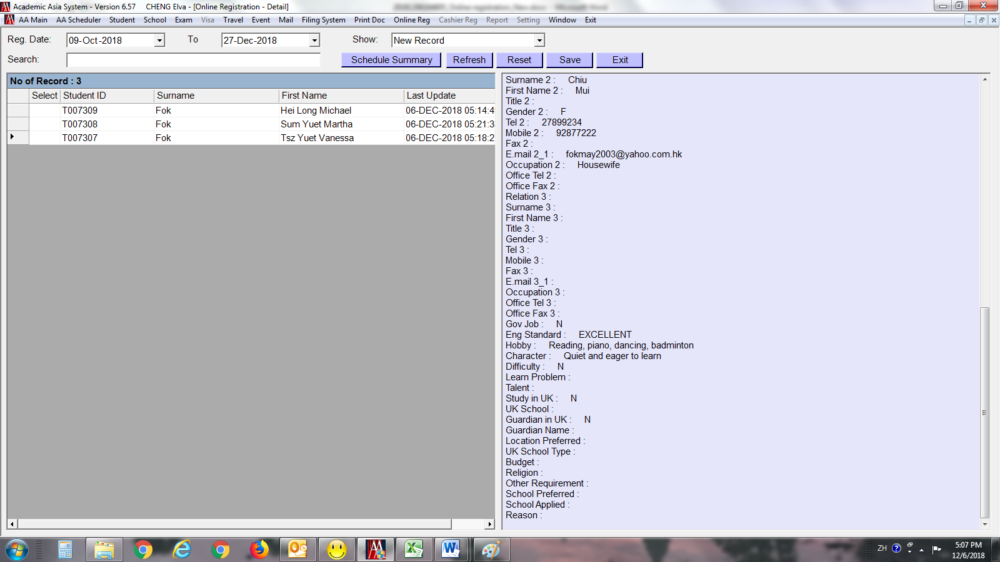 Academic Asia System - Version 6.57 CHENG Elva - [Online Registration - Detail]
AA Main AA Scheduler Student School Exam Visa Travel Event Mail Filing System Print Doc Online Reg Cashier Reg Report Setting Window Exit
Reg. Date: 09-Oct-2018 To 27-Dec-2018 Show: New Record
Search: Schedule Summary Refresh Reset Save Exit
No of Record : 3
Select Student ID Surname First Name Last Update
T007309 Fok Hei Long Michael 06-DEC-2018 05:14:4
T007308 Fok Sum Yuet Martha 06-DEC-2018 05:21:3
T007307 Fok Tsz Yuet Vanessa 06-DEC-2018 05:18:2
Surname 2 : Chiu
First Name 2 : Mui
Title 2 :
Gender 2 : F
Tel 2 : 27899234
Mobile 2 : 92877222
Fax 2 :
E.mail 2_1 : fokmay2003@yahoo.com.hk
Occupation 2 : Housewife
Office Tel 2 :
Office Fax 2 :
Relation 3 :
Surname 3 :
First Name 3 :
Title 3 :
Gender 3 :
Tel 3 :
Mobile 3 :
Fax 3 :
E.mail 3_1 :
Occupation 3 :
Office Tel 3 :
Office Fax 3 :
Gov Job : N
Eng Standard : EXCELLENT
Hobby : Reading, piano, dancing, badminton
Character : Quiet and eager to learn
Difficulty : N
Learn Problem :
Talent :
Study in UK : N
UK School :
Guardian in UK : N
Guardian Name :
Location Preferred :
UK School Type :
Budget :
Religion :
Other Requirement :
School Preferred :
School Applied :
Reason :
ZH
5:07 PM
12/6/2018